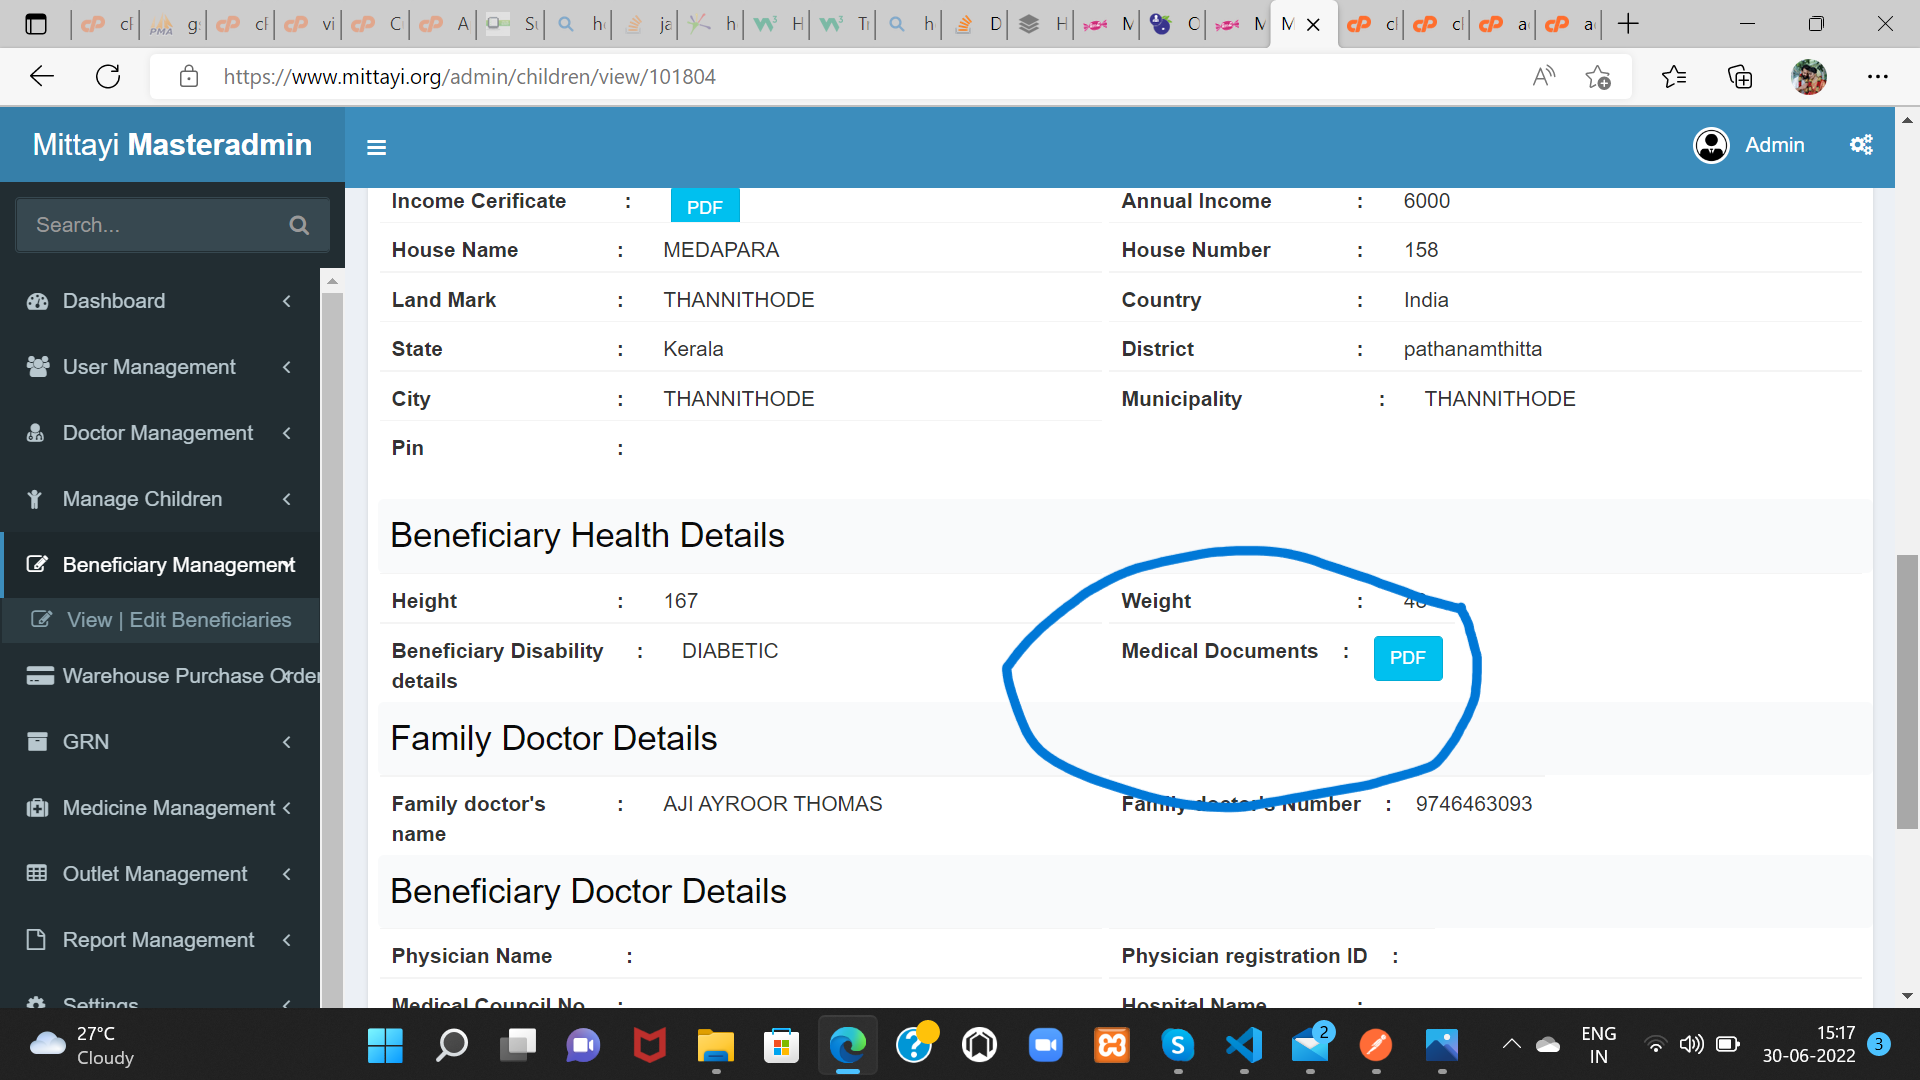 https://www.mittayi.org/admin/children/view/101804
Mittayi Masteradmin
Admin
Search...
Dashboard
User Management
Doctor Management
Manage Children
Beneficiary Management
View | Edit Beneficiaries
Warehouse Purchase Order
GRN
Medicine Management
Outlet Management
Report Management
Settings
Income Cerificate : PDF
Annual Income : 6000
House Name : MEDAPARA
House Number : 158
Land Mark : THANNITHODE
Country : India
State : Kerala
District : pathanamthitta
City : THANNITHODE
Municipality : THANNITHODE
Pin :
Beneficiary Health Details
Height : 167
Weight : 48
Beneficiary Disability : DIABETIC
details
Medical Documents : PDF
Family Doctor Details
Family doctor's : AJI AYROOR THOMAS
name
Family doctor's Number : 9746463093
Beneficiary Doctor Details
Physician Name :
Physician registration ID :
Medical Council No :
Hospital Name :
27°C
Cloudy
2
ENG
IN
15:17
30-06-2022
3